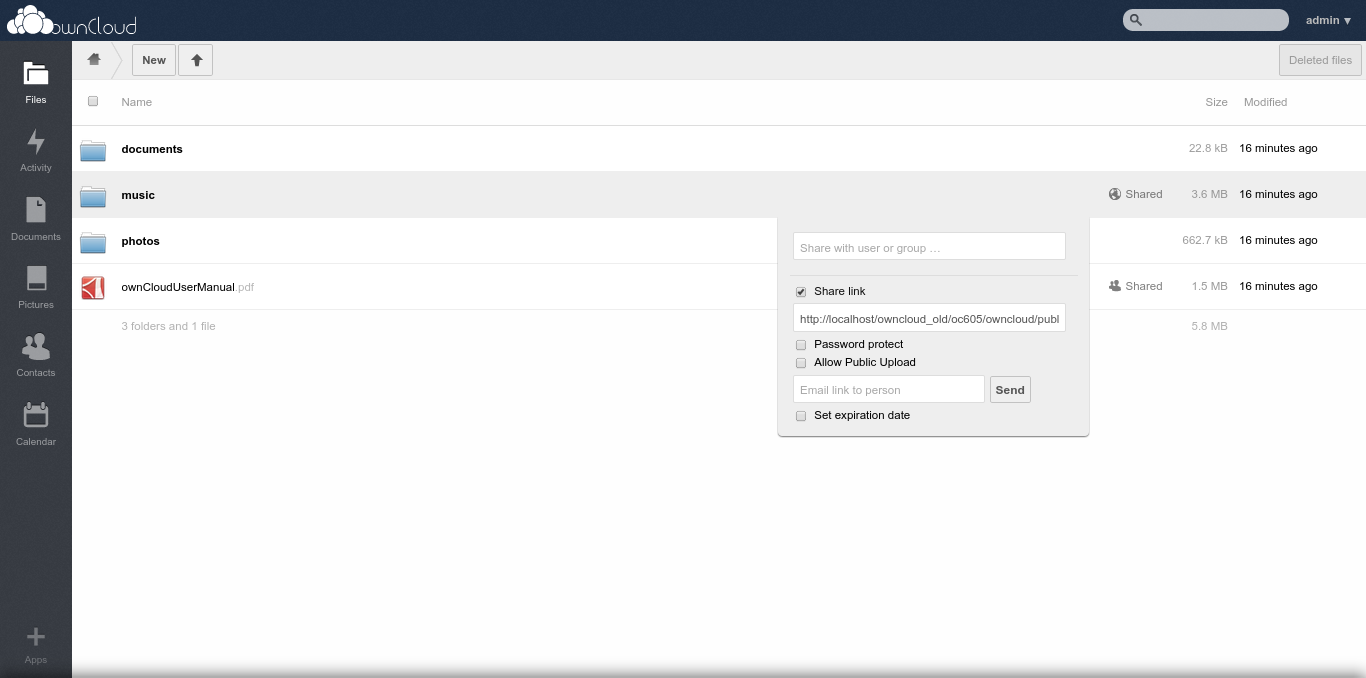 ownCloud
admin ▼
New
Deleted files
Files
Name
Size
Modified
Activity
documents
22.8 kB
16 minutes ago
music
Shared
3.6 MB
16 minutes ago
Documents
photos
662.7 kB
16 minutes ago
Share with user or group …
Pictures
ownCloudUserManual.pdf
Shared
1.5 MB
16 minutes ago
Share link
http://localhost/owncloud_old/oc605/owncloud/publ
3 folders and 1 file
5.8 MB
Password protect
Allow Public Upload
Contacts
Email link to person
Send
Set expiration date
Calendar
Apps